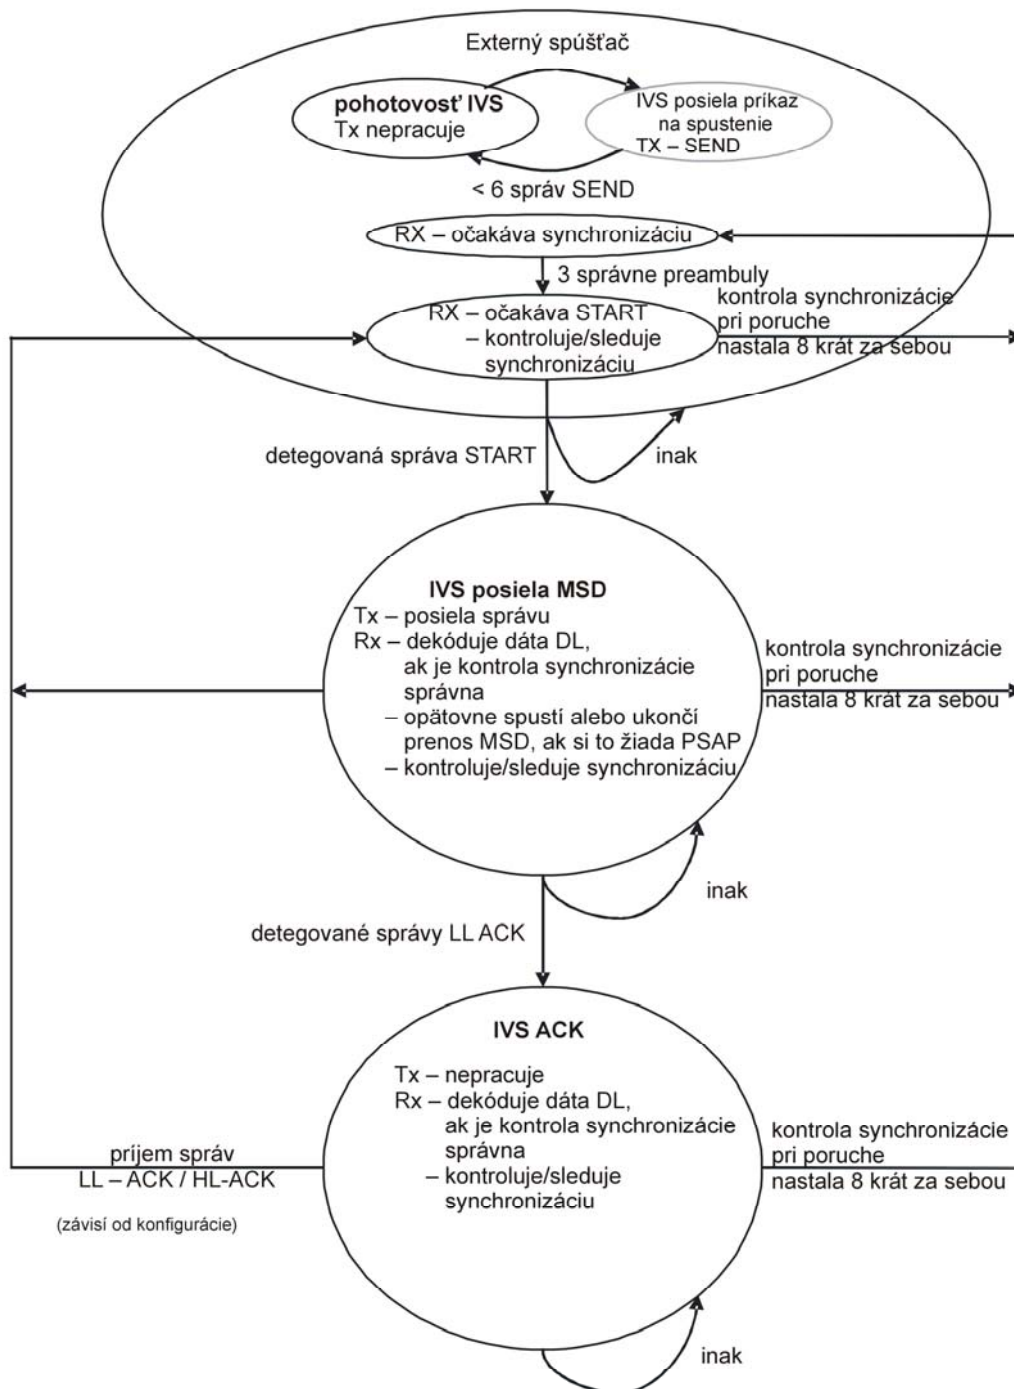 Externý spúšťač
pohotovosť IVS
Tx nepracuje
IVS posiela príkaz
na spustenie
TX – SEND
< 6 správ SEND
RX – očakáva synchronizáciu
3 správne preambuly
RX – očakáva START
– kontroluje/sleduje
synchronizáciu
kontrola synchronizácie
pri poruche
nastala 8 krát za sebou
detegovaná správa START
inak
IVS posiela MSD
Tx – posiela správu
Rx – dekóduje dáta DL,
ak je kontrola synchronizácie
správna
– opätovne spustí alebo ukončí
prenos MSD, ak si to žiada PSAP
– kontroluje/sleduje synchronizáciu
kontrola synchronizácie
pri poruche
nastala 8 krát za sebou
inak
detegované správy LL ACK
IVS ACK
Tx – nepracuje
Rx – dekóduje dáta DL,
ak je kontrola synchronizácie
správna
– kontroluje/sleduje
synchronizáciu
kontrola synchronizácie
pri poruche
nastala 8 krát za sebou
príjem správ
LL – ACK / HL-ACK
(závisí od konfigurácie)
inak